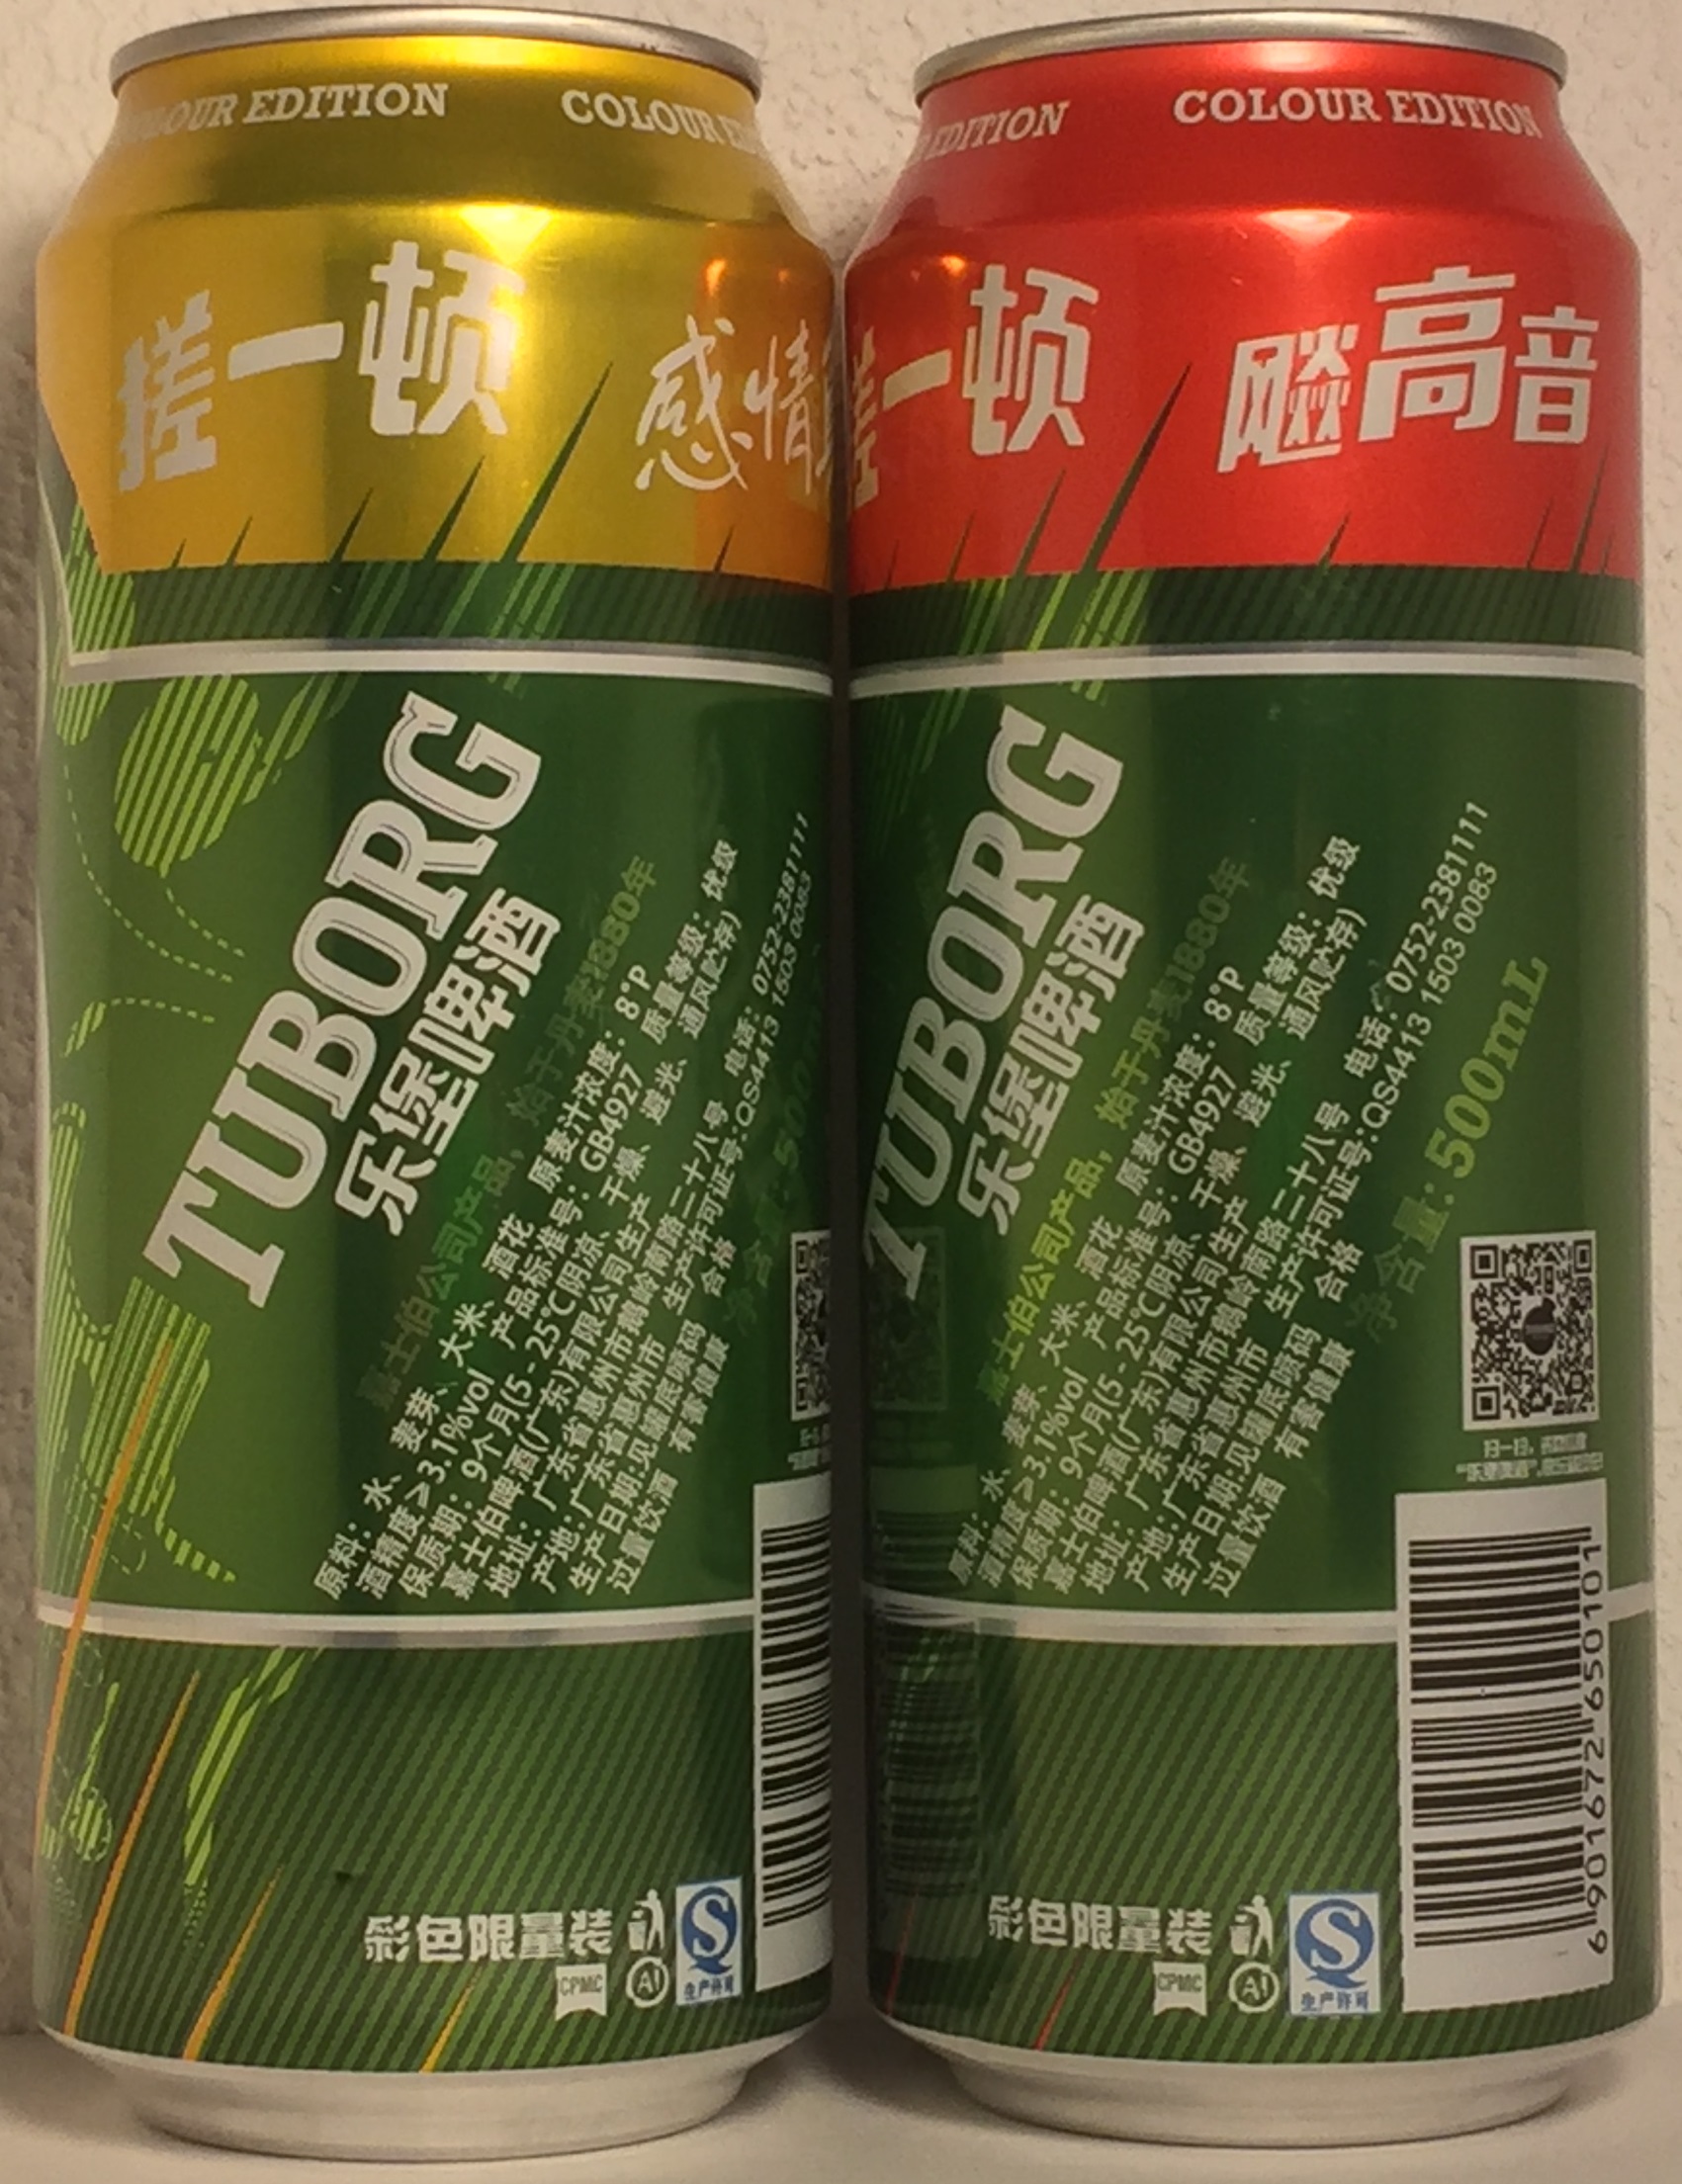 COLOUR EDITION
COLOUR
搓一顿
感情
TUBORG
乐堡啤酒
嘉士伯公司产品，始于丹麦1880年
原料：水、麦芽、大米、酒花 原麦汁浓度：8°P
酒精度≥3.1%vol 产品标准号：GB4927 质量等级：优级
保质期：9个月(5-25℃阴凉、干燥、避光、通风贮存)
嘉士伯啤酒(广东)有限公司生产
地址：广东省惠州市鹅岭南路二十八号 电话：0752-2381111
产地：广东省惠州市 生产许可证号:QS4413 1503 0083
生产日期:见罐底喷码 合格
过量饮酒 有害健康
净含量:500m
彩色限量装
CPMC
Al
S
生产许可
EDITION
COLOUR EDITION
搓一顿
飚高音
TUBORG
乐堡啤酒
嘉士伯公司产品，始于丹麦1880年
原料：水、麦芽、大米、酒花 原麦汁浓度：8°P
酒精度≥3.1%vol 产品标准号：GB4927 质量等级：优级
保质期：9个月(5-25℃阴凉、干燥、避光、通风贮存)
嘉士伯啤酒(广东)有限公司生产
地址：广东省惠州市鹅岭南路二十八号 电话：0752-2381111
产地：广东省惠州市 生产许可证号:QS4413 1503 0083
生产日期:见罐底喷码 合格
过量饮酒 有害健康
净含量:500mL
扫一扫，
"乐堡啤酒"
6901672650101
彩色限量装
CPMC
Al
S
生产许可